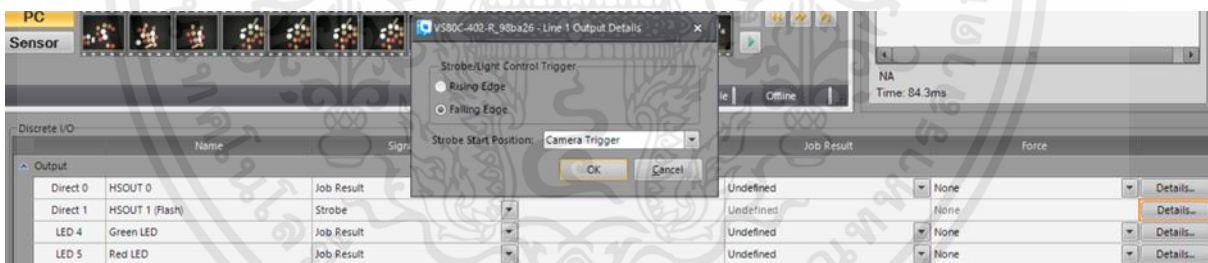 PC
Sensor
VS80C-402-R_98ba26 - Line 1 Output Details
Strobe/Light Control Trigger
Rising Edge
Falling Edge
Strobe Start Position: Camera Trigger
OK Cancel
Offline
NA
Time: 84.3ms
Discrete I/O
Name Job Result Force
Output
Direct 0 HSOUT 0 Job Result Undefined None Details...
Direct 1 HSOUT 1 (Flash) Strobe Undefined None Details...
LED 4 Green LED Job Result Undefined None Details...
LED 5 Red LED Job Result Undefined None Details...